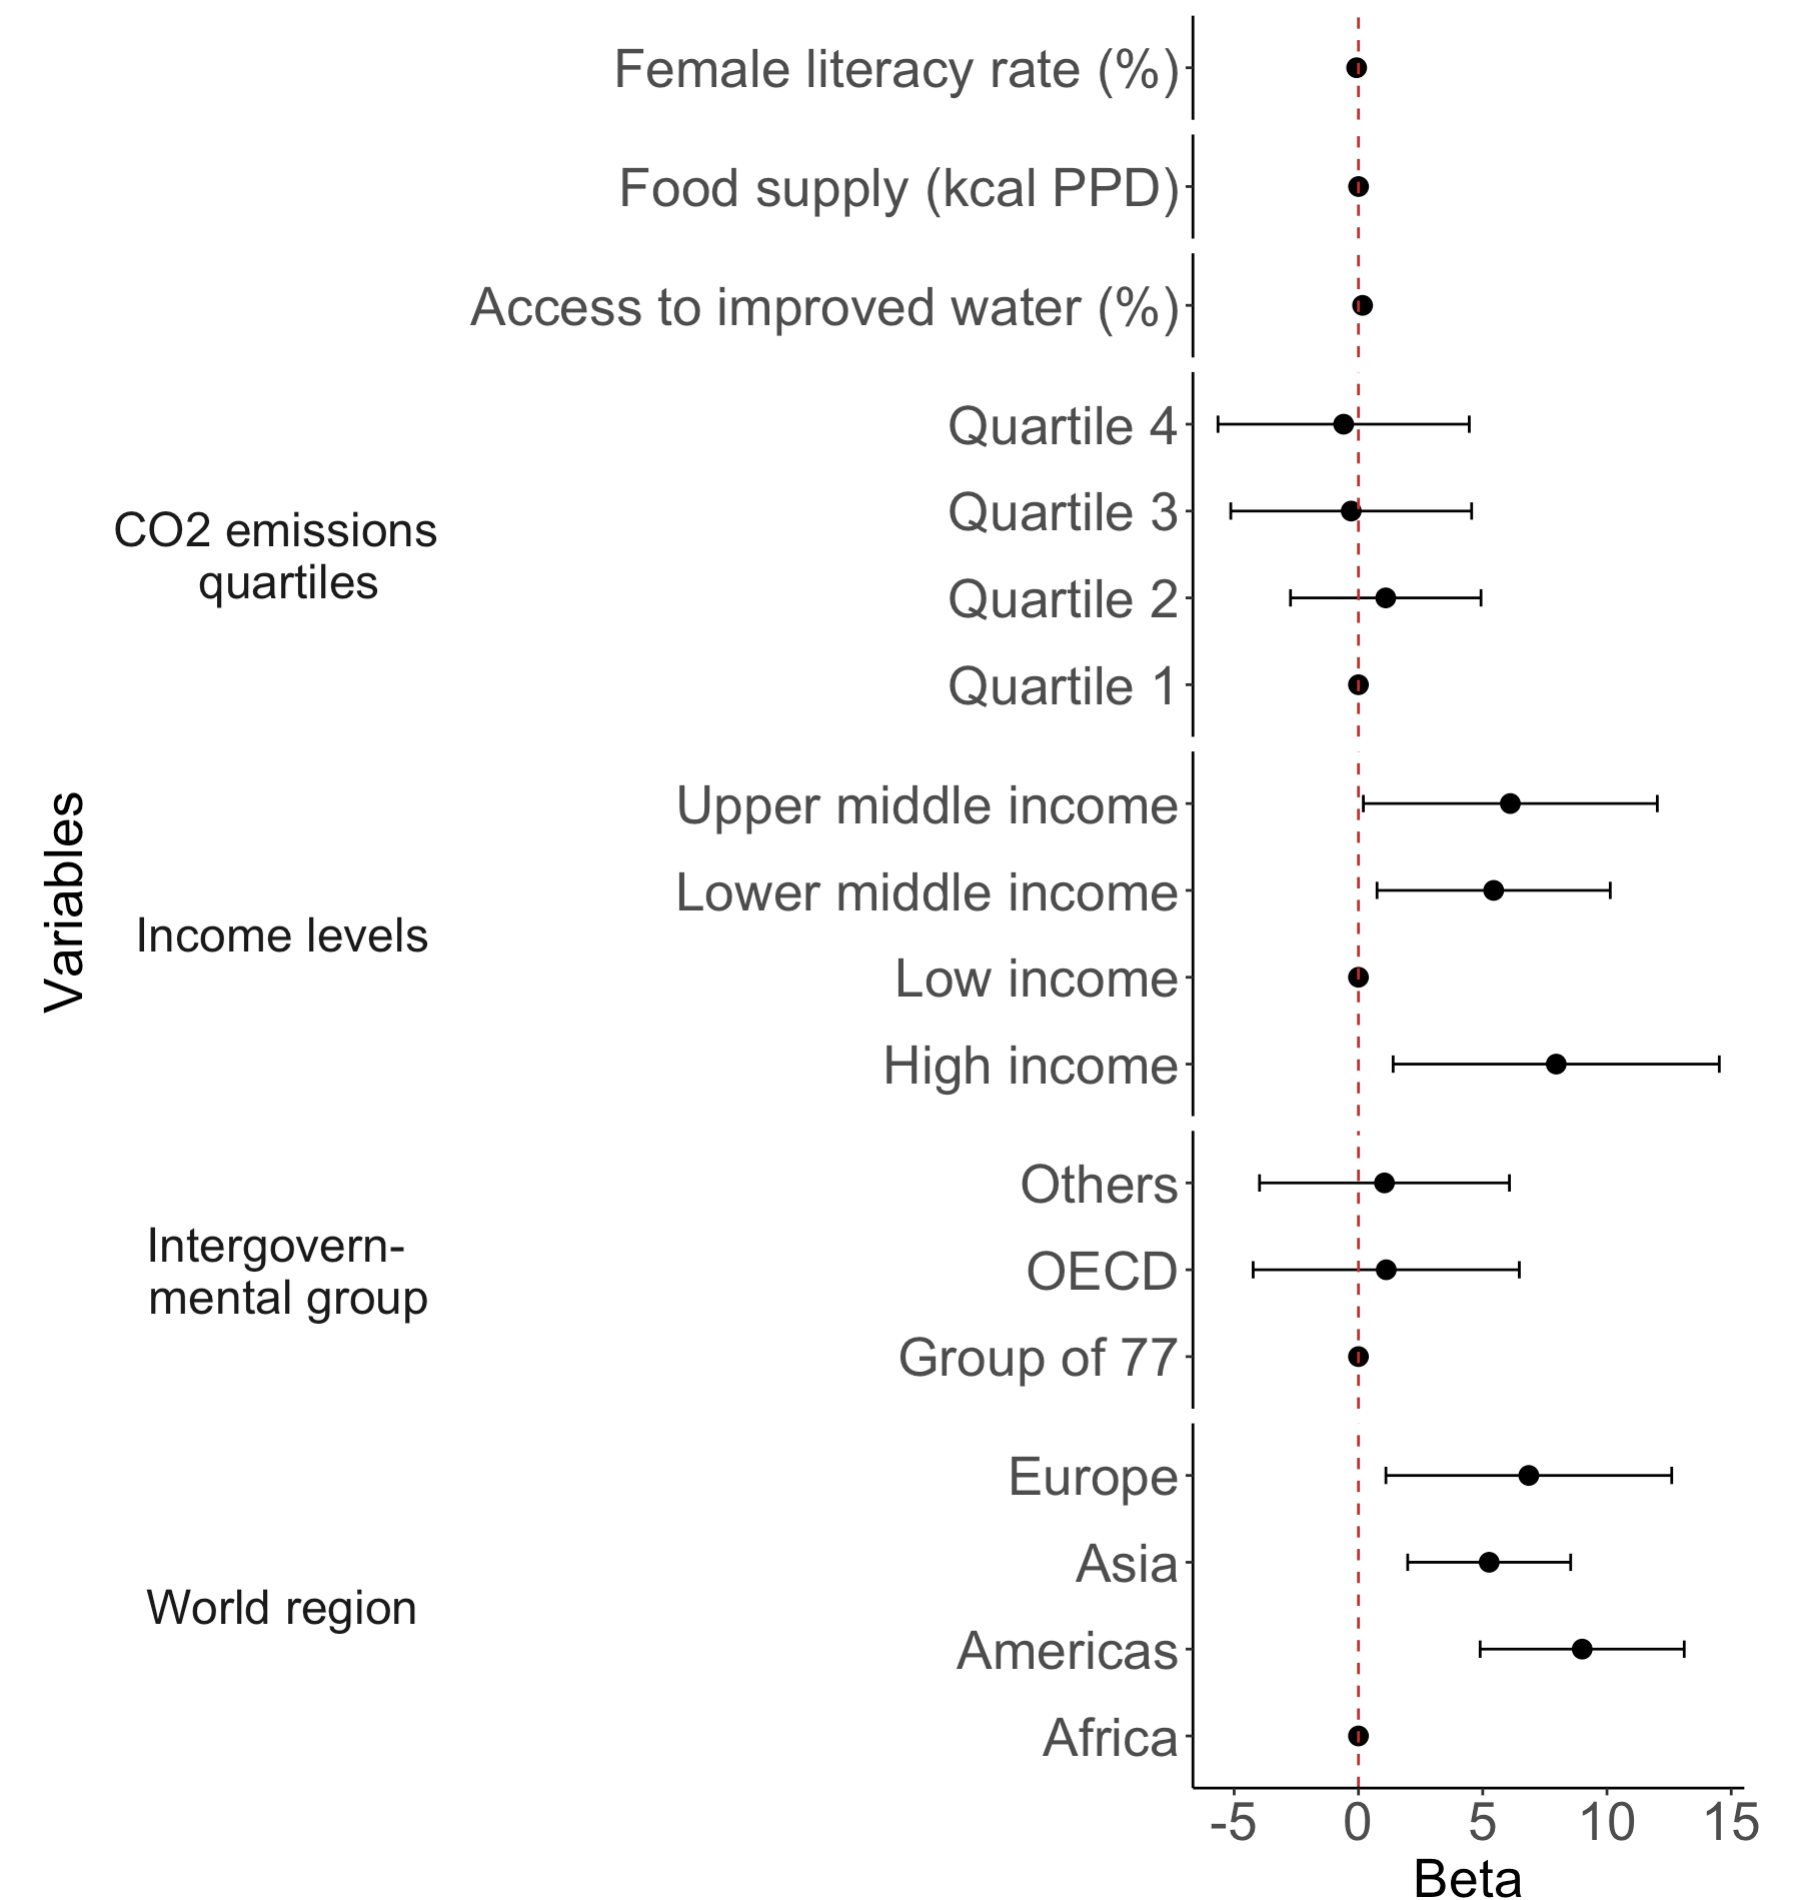 Female literacy rate (%)
Food supply (kcal PPD)
Access to improved water (%)
Quartile 4
Quartile 3
CO2 emissions
quartiles
Quartile 2
Quartile 1
Variables
Upper middle income
Lower middle income
Income levels
Low income
High income
Others
Intergovern-
mental group
OECD
Group of 77
Europe
Asia
World region
Americas
Africa
-5 0 5 10 15
Beta